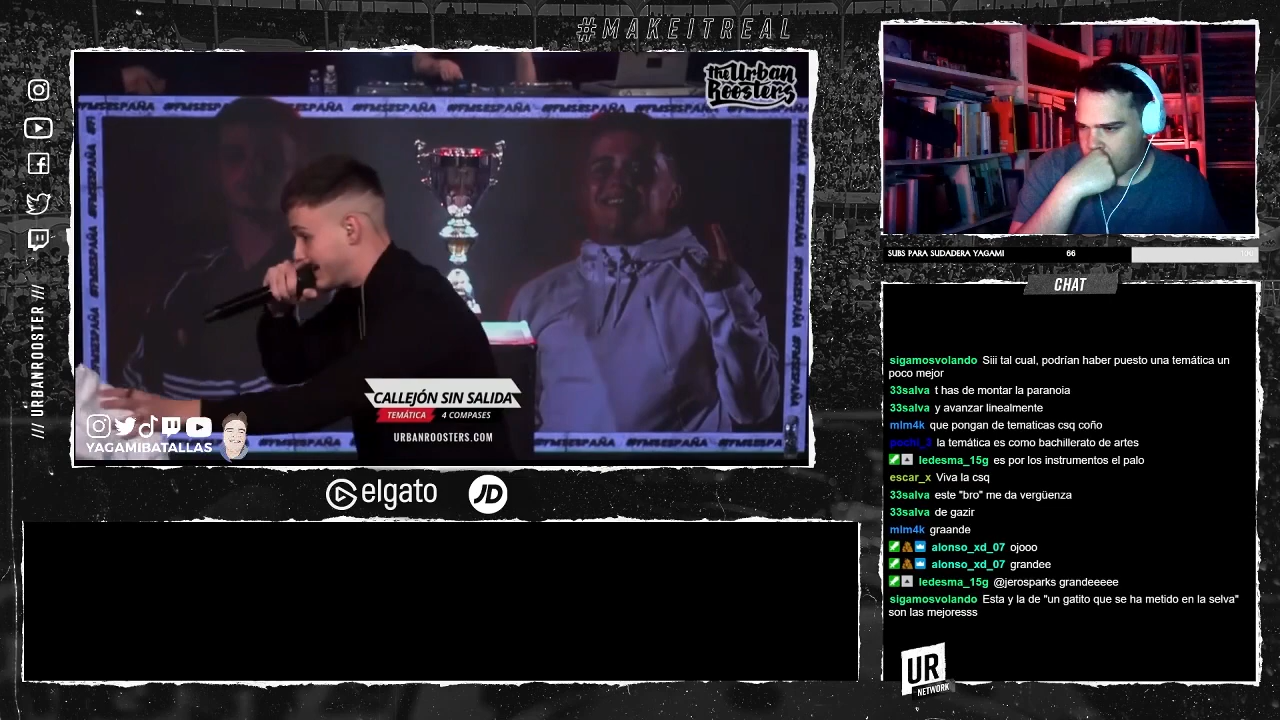 #MAKEITREAL
the Urban
Roosters
#FMSESPAÑA #FMSESPAÑA #FMSESPAÑA #FMSESPAÑA
/// URBANROOSTER ///
CALLEJÓN SIN SALIDA
TEMÁTICA 4 COMPASES
URBANROOSTERS.COM
YAGAMIBATALLAS
elgato JD
SUBS PARA SUDADERA YAGAMI 66
CHAT
sigamosvolando Siii tal cual, podrían haber puesto una temática un
poco mejor
33salva t has de montar la paranoia
33salva y avanzar linealmente
mlm4k que pongan de tematicas csq coño
pochi_3 la temática es como bachillerato de artes
ledesma_15g es por los instrumentos el palo
escar_x Viva la csq
33salva este "bro" me da vergüenza
33salva de gazir
mlm4k graande
alonso_xd_07 ojooo
alonso_xd_07 grandee
ledesma_15g @jerosparks grandeeeee
sigamosvolando Esta y la de "un gatito que se ha metido en la selva"
son las mejoresss
UR
NETWORK